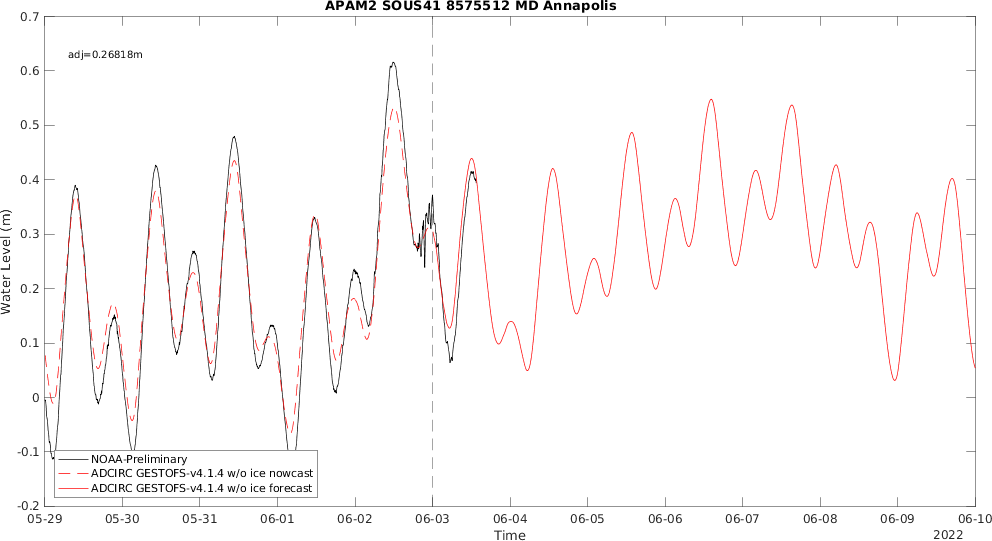 APAM2 SOUS41 8575512 MD Annapolis
adj=0.26818m
0.7
0.6
0.5
0.4
0.3
0.2
0.1
0
-0.1
-0.2
Water Level (m)
NOAA-Preliminary
ADCIRC GESTOFS-v4.1.4 w/o ice nowcast
ADCIRC GESTOFS-v4.1.4 w/o ice forecast
05-29 05-30 05-31 06-01 06-02 06-03 06-04 06-05 06-06 06-07 06-08 06-09 06-10
Time
2022